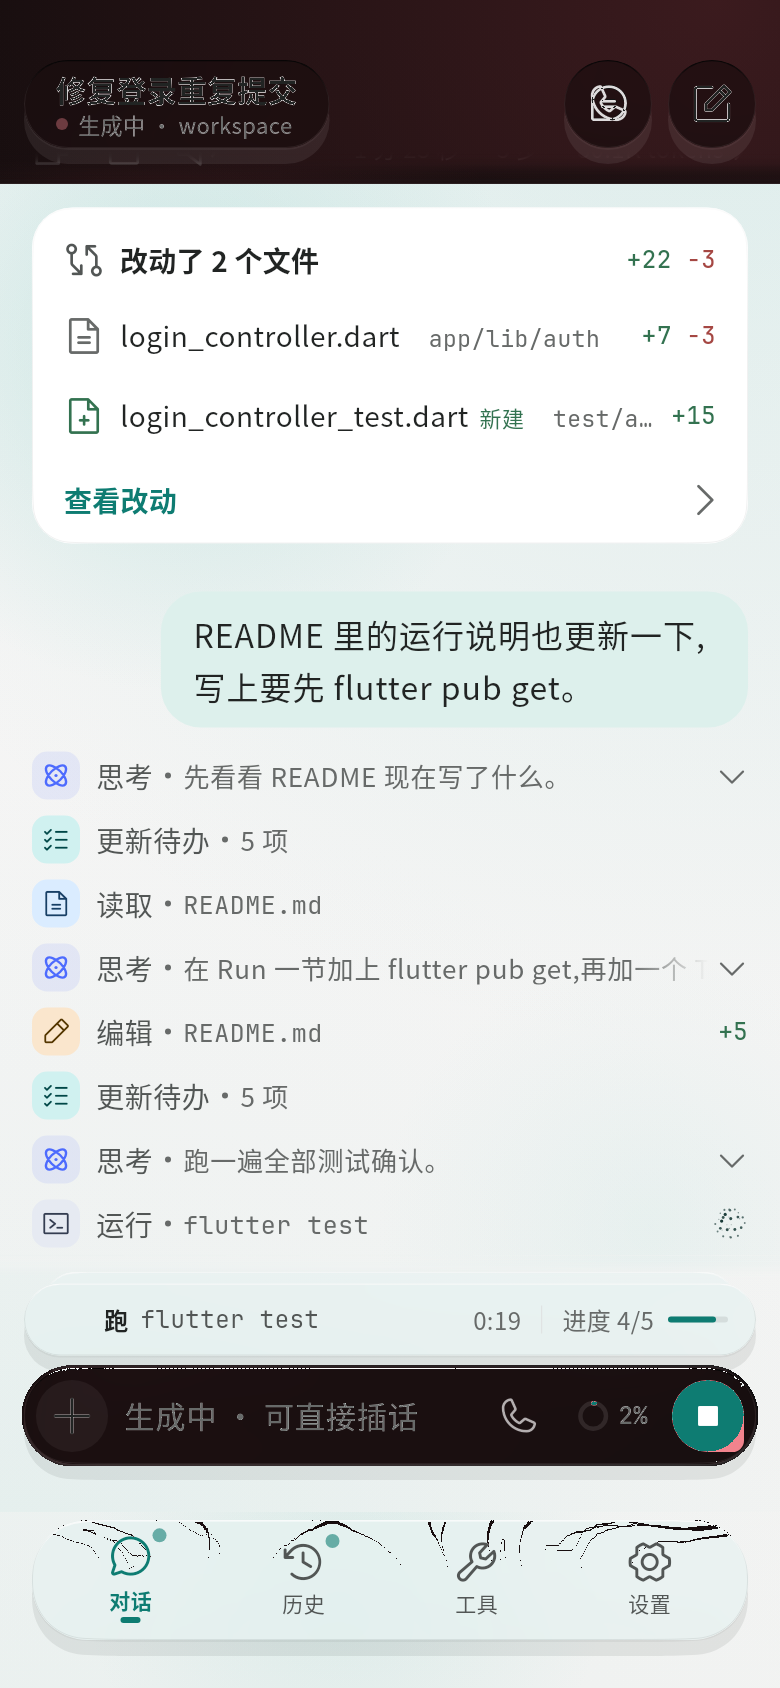 修复登录重复提交
生成中 · workspace
改动了 2 个文件 +22 -3
login_controller.dart app/lib/auth +7 -3
login_controller_test.dart 新建 test/a… +15
查看改动
README 里的运行说明也更新一下,
写上要先 flutter pub get。
思考 · 先看看 README 现在写了什么。
更新待办 · 5 项
读取 · README.md
思考 · 在 Run 一节加上 flutter pub get,再加一个
编辑 · README.md +5
更新待办 · 5 项
思考 · 跑一遍全部测试确认。
运行 · flutter test
跑 flutter test 0:19 进度 4/5
生成中 · 可直接插话 2%
对话 历史 工具 设置